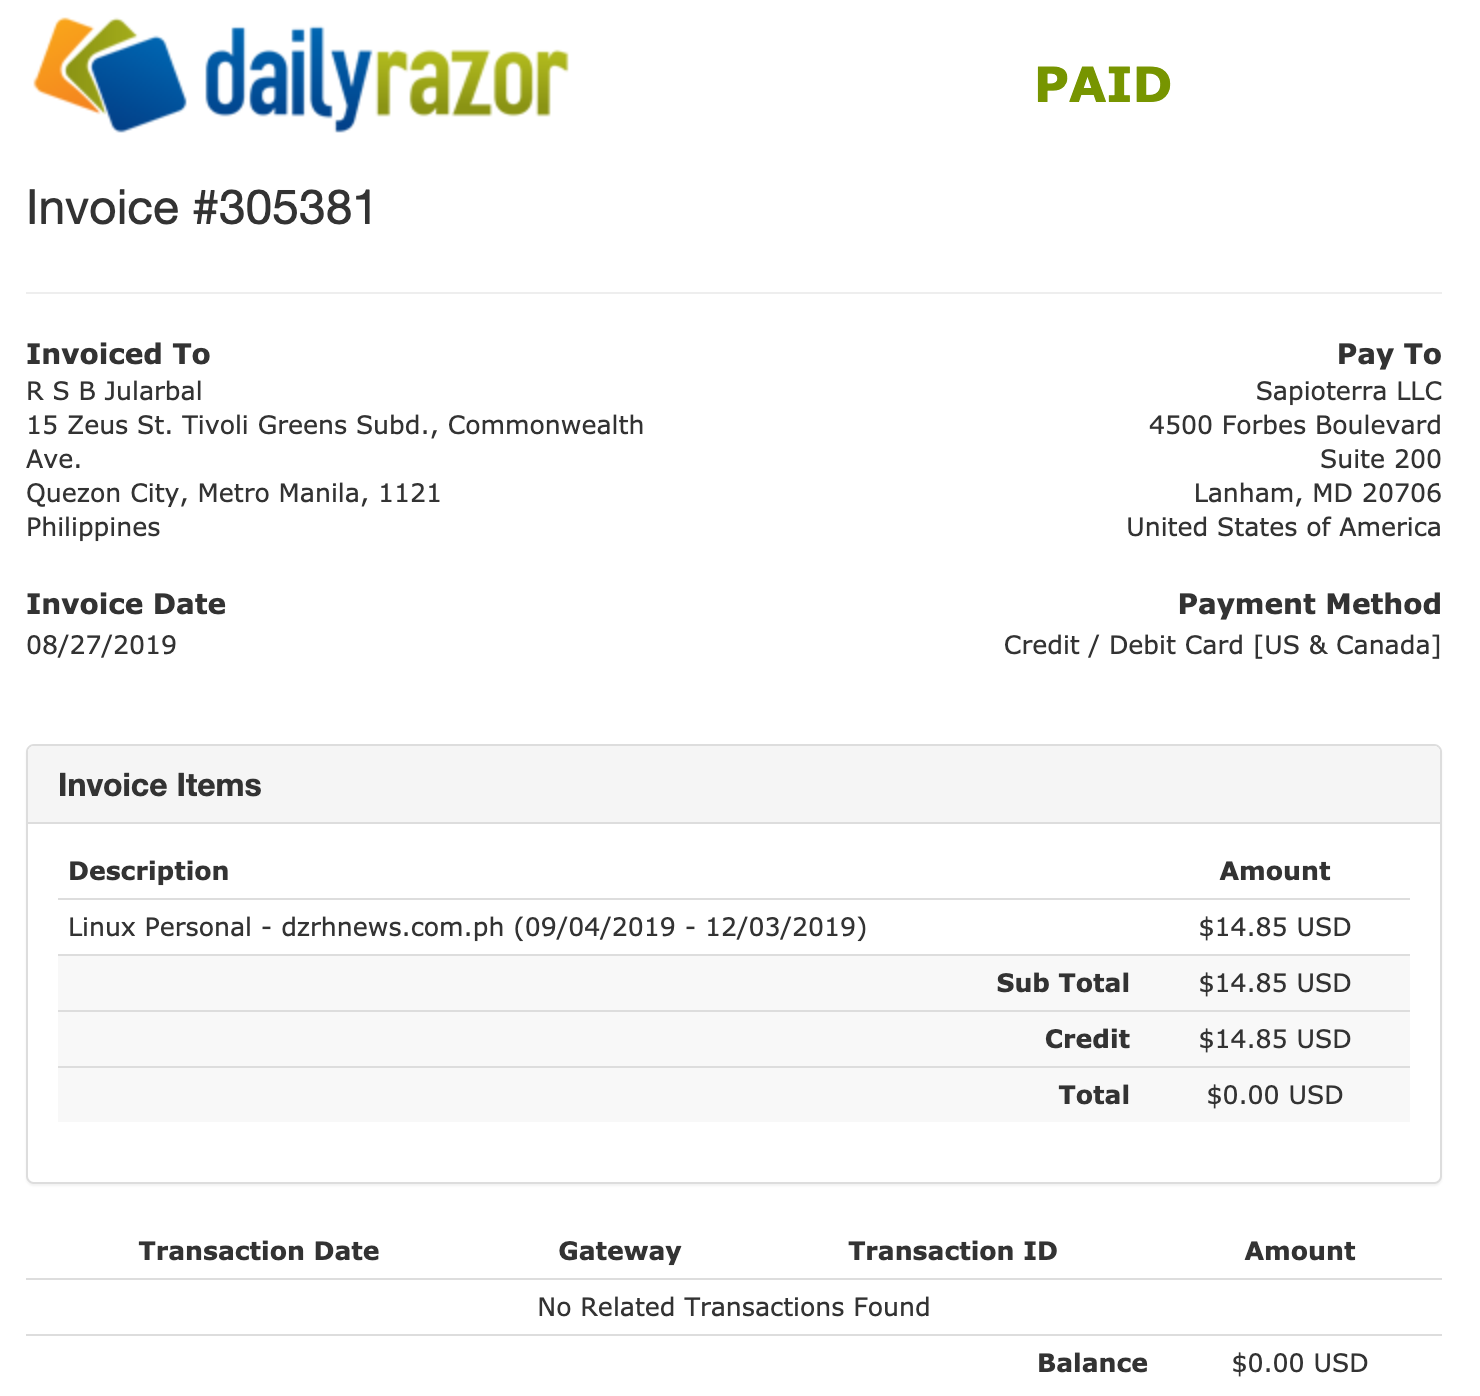 dailyrazor
PAID
Invoice #305381
Invoiced To
R S B Jularbal
15 Zeus St. Tivoli Greens Subd., Commonwealth
Ave.
Quezon City, Metro Manila, 1121
Philippines
Pay To
Sapioterra LLC
4500 Forbes Boulevard
Suite 200
Lanham, MD 20706
United States of America
Invoice Date
08/27/2019
Payment Method
Credit / Debit Card [US & Canada]
Invoice Items
Description Amount
Linux Personal - dzrhnews.com.ph (09/04/2019 - 12/03/2019) $14.85 USD
Sub Total $14.85 USD
Credit $14.85 USD
Total $0.00 USD
Transaction Date Gateway Transaction ID Amount
No Related Transactions Found
Balance $0.00 USD